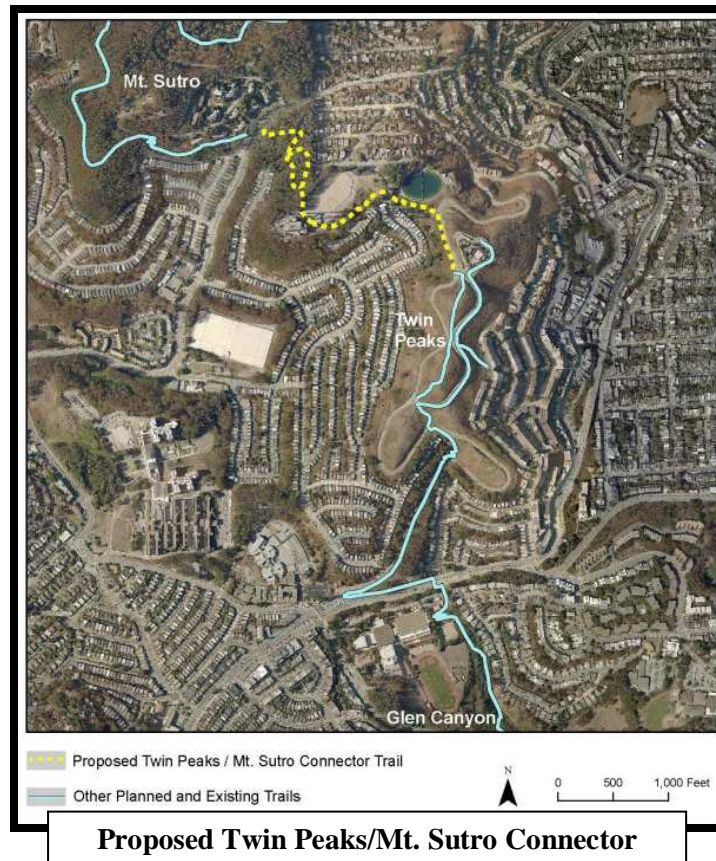 Mt. Sutro
Twin
Peaks
Glen Canyon
Proposed Twin Peaks / Mt. Sutro Connector Trail
Other Planned and Existing Trails
N
0 500 1,000 Feet
Proposed Twin Peaks/Mt. Sutro Connector